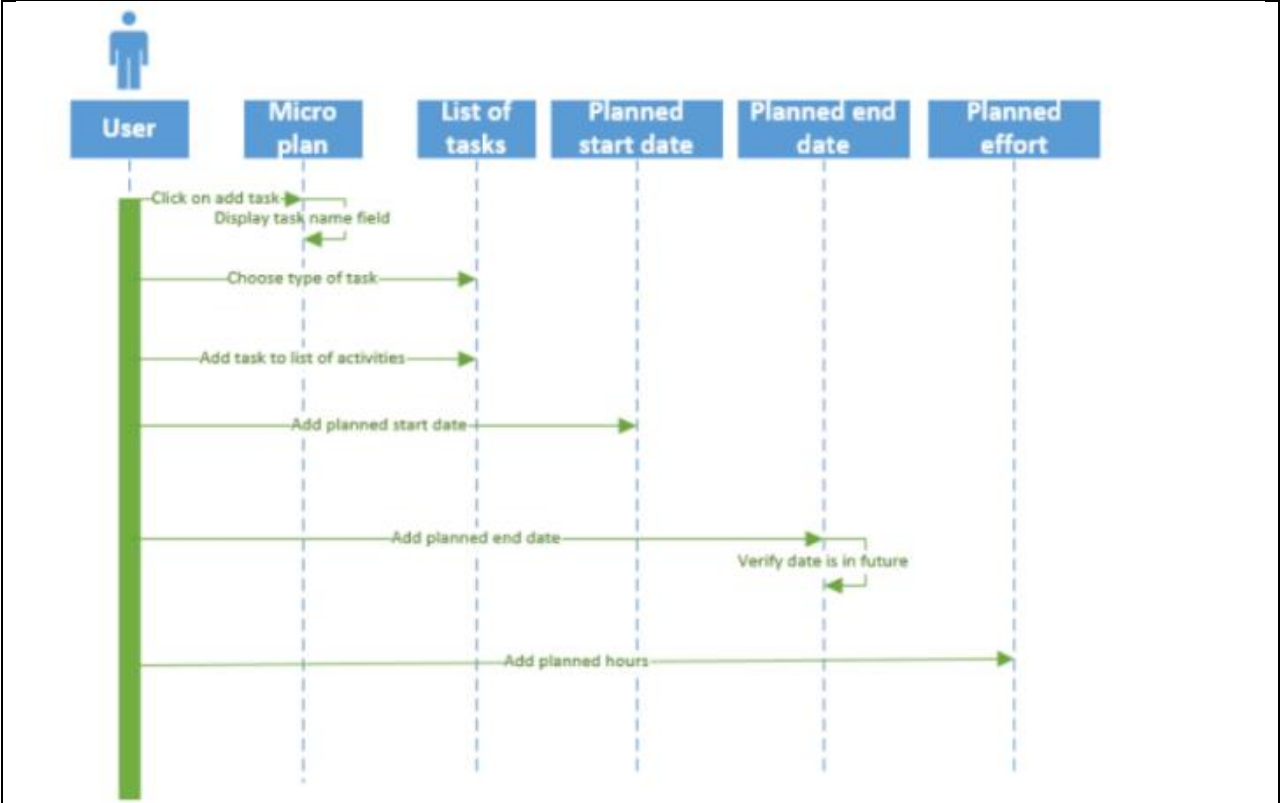 User
Micro
plan
List of
tasks
Planned
start date
Planned end
date
Planned
effort
Click on add task
Display task name field
Choose type of task
Add task to list of activities
Add planned start date
Add planned end date
Verify date is in future
Add planned hours